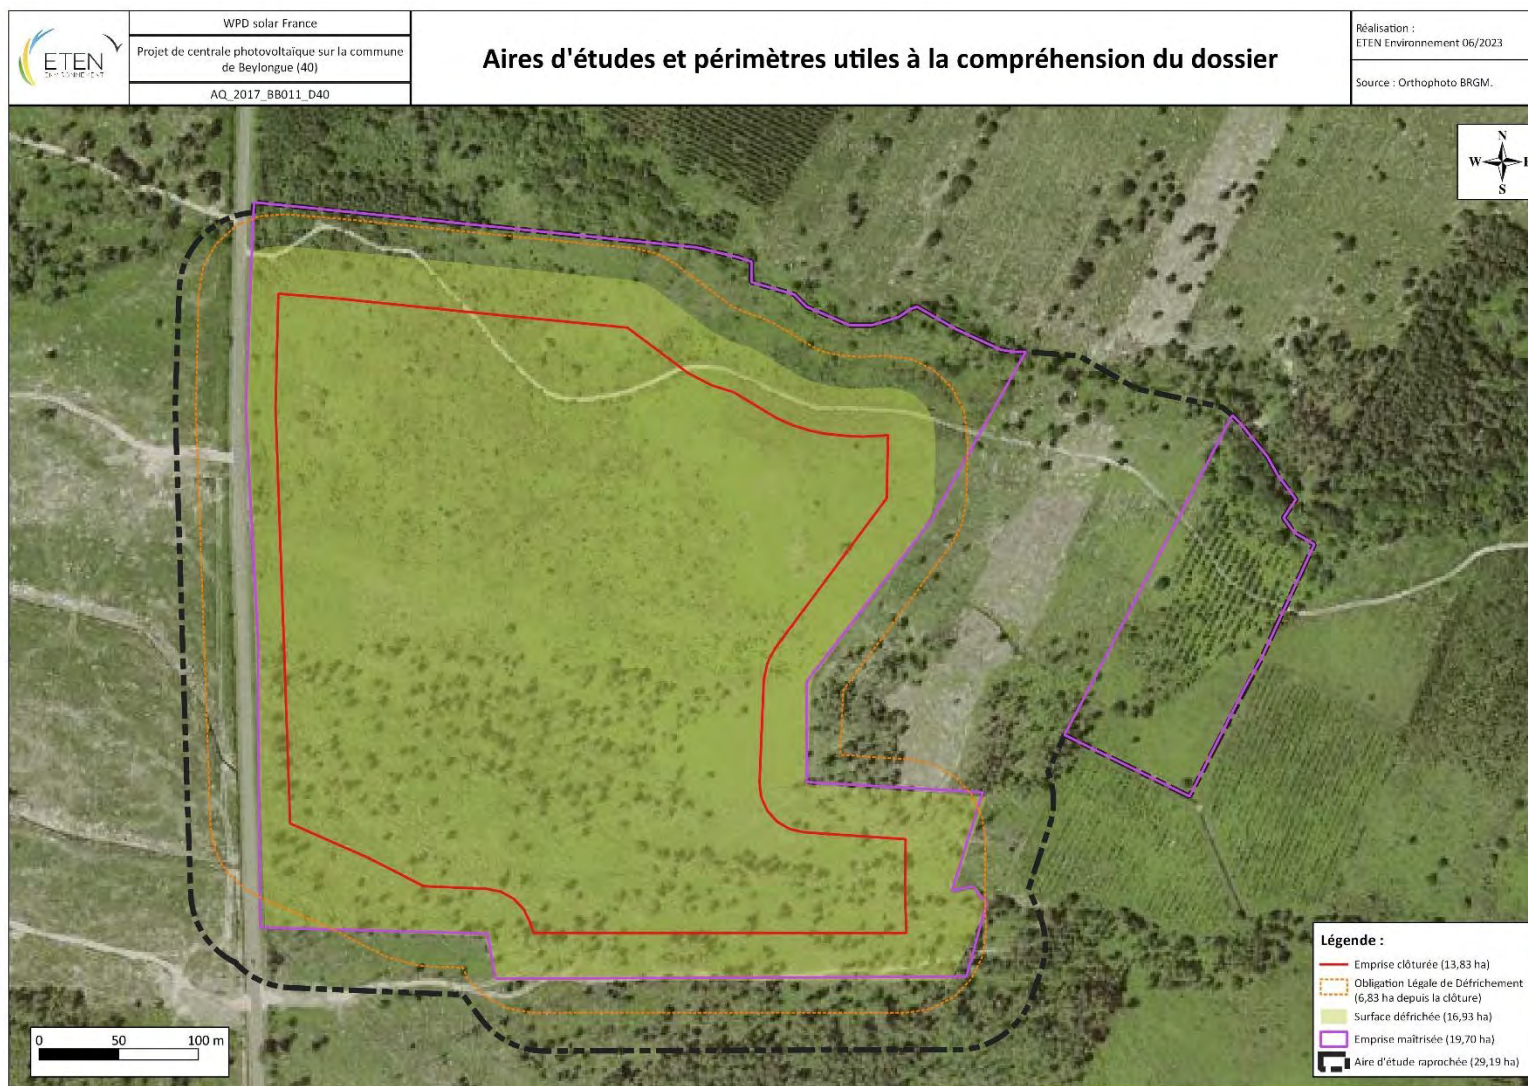 ETEN
ENVIRONNEMENT
WPD solar France
Projet de centrale photovoltaïque sur la commune
de Beylongue (40)
AQ_2017_BB011_D40
Aires d'études et périmètres utiles à la compréhension du dossier
Réalisation :
ETEN Environnement 06/2023
Source : Orthophoto BRGM.
N
W E
S
Légende :
Emprise clôturée (13,83 ha)
Obligation Légale de Défrichement
(6,83 ha depuis la clôture)
Surface défrichée (16,93 ha)
Emprise maîtrisée (19,70 ha)
Aire d'étude raprochée (29,19 ha)
0 50 100 m